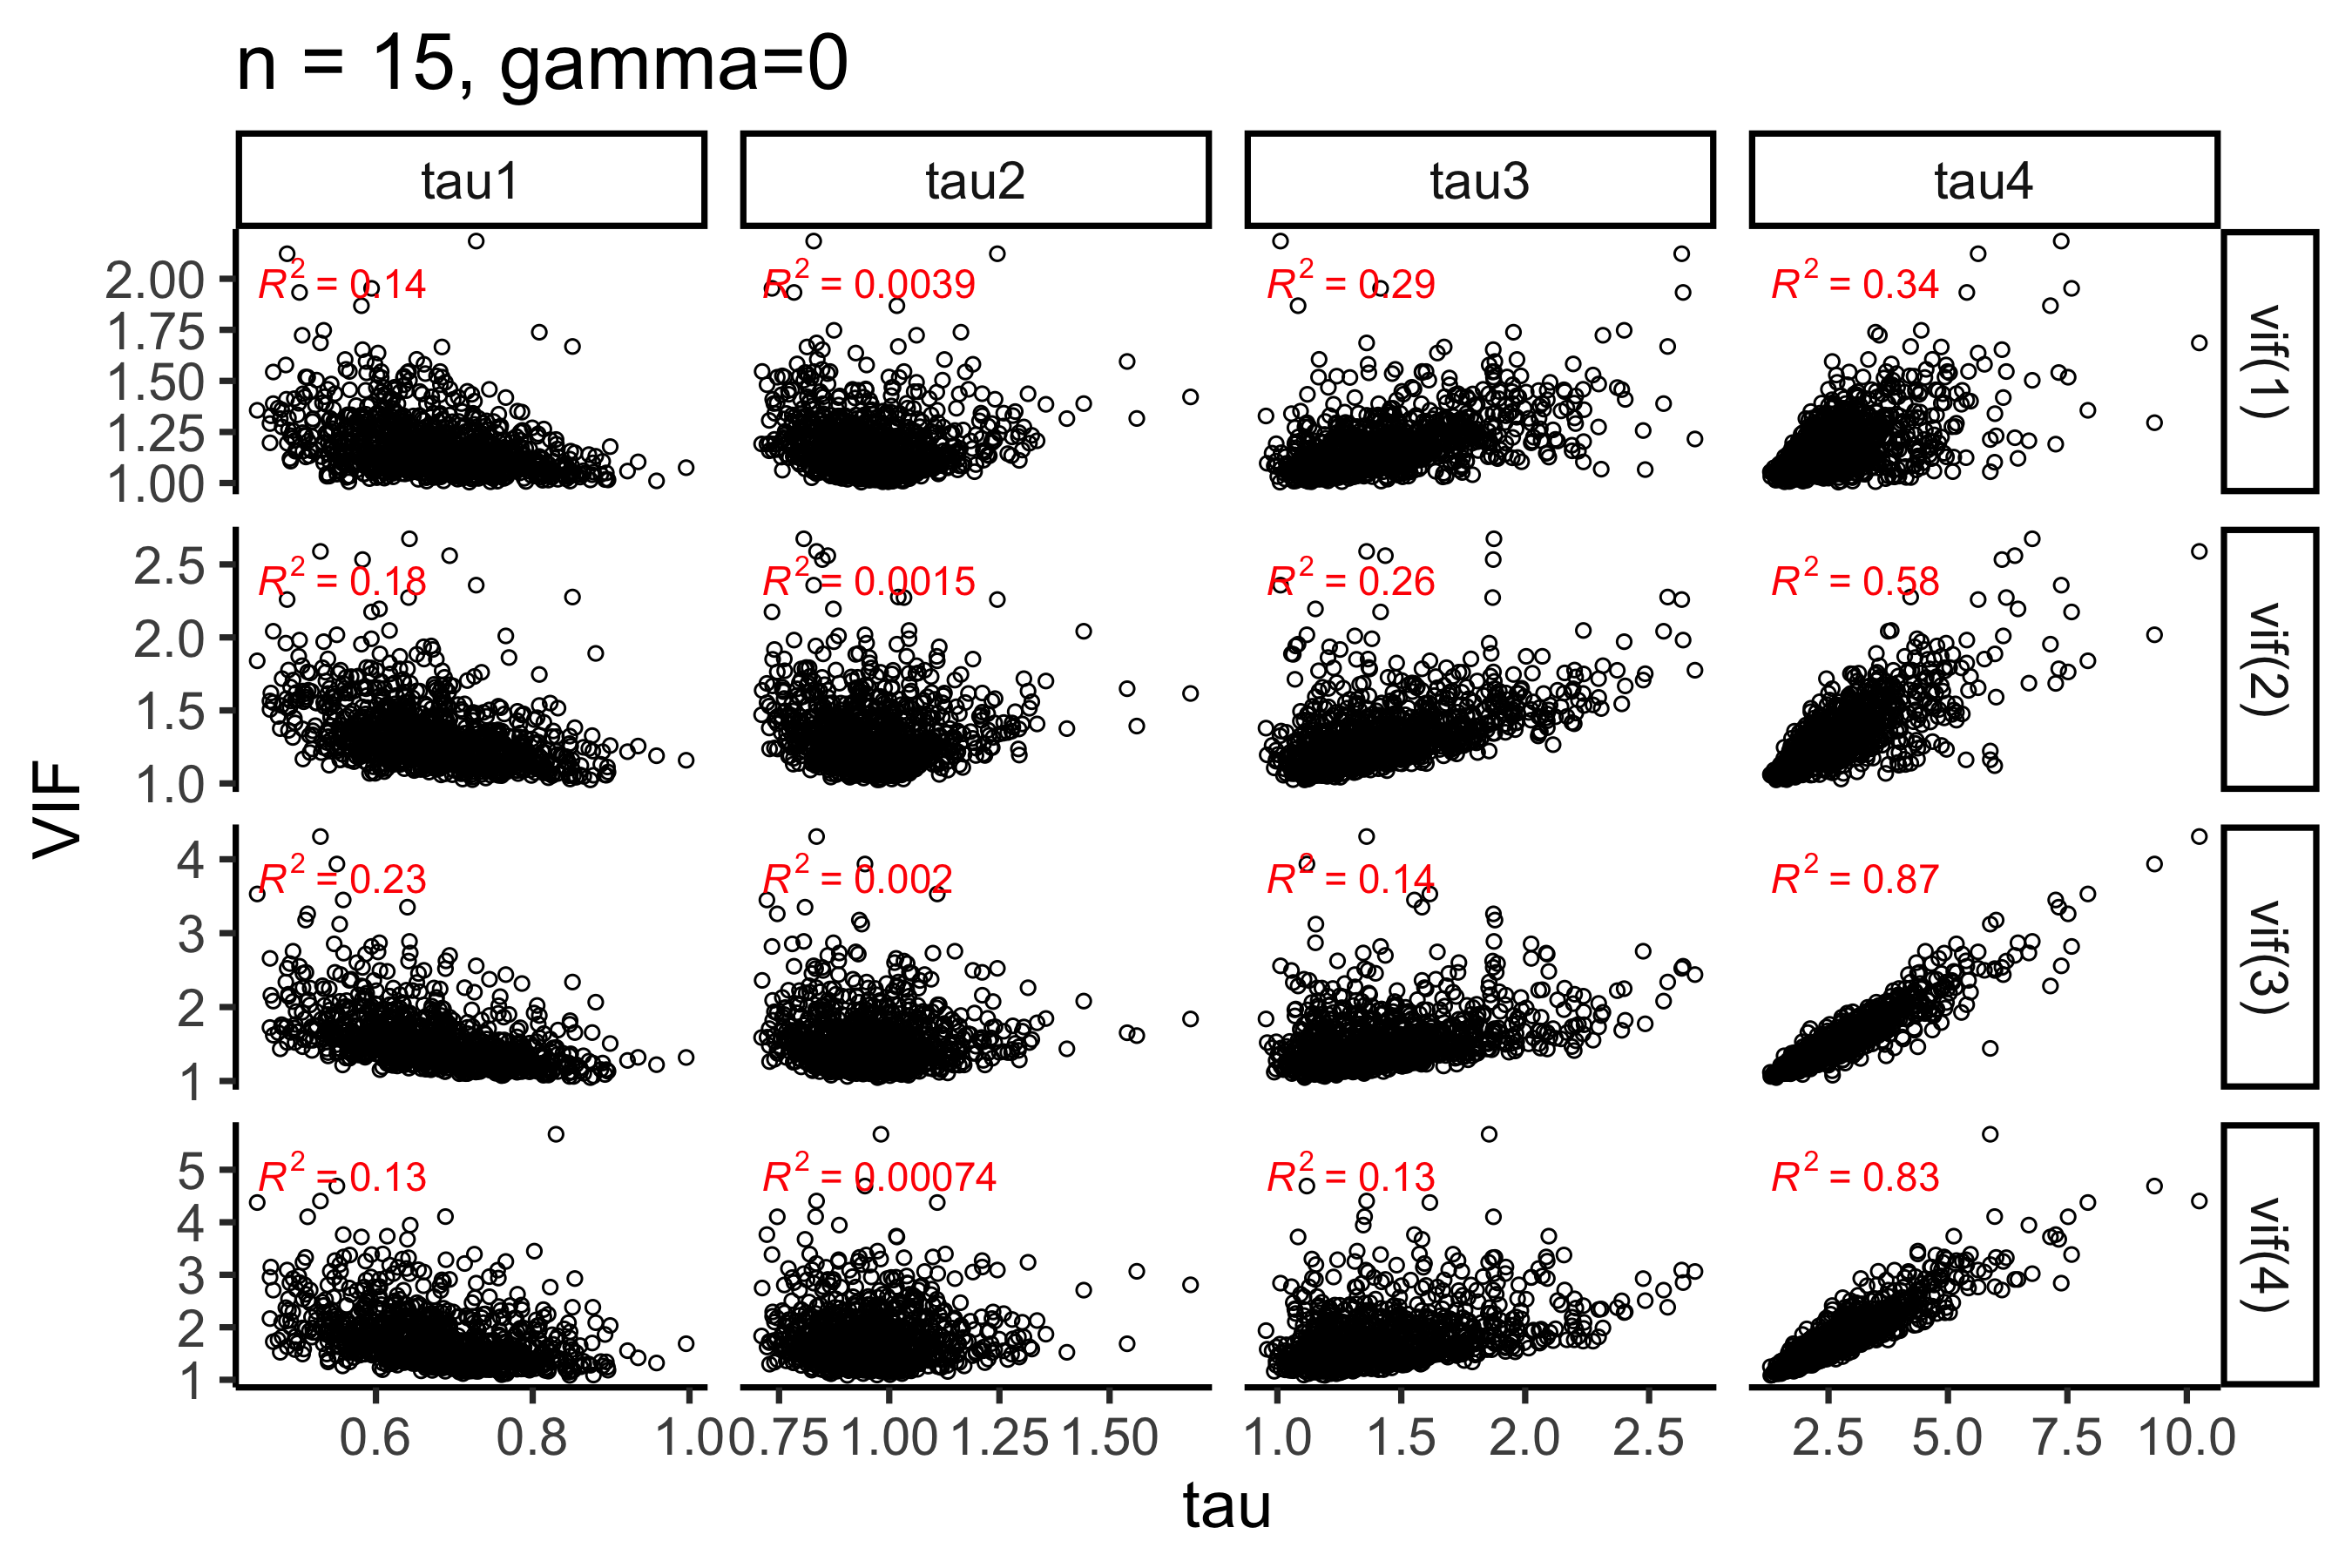 n = 15, gamma=0
tau1 tau2 tau3 tau4
2.00
1.75
1.50
1.25
1.00
R² = 0.14 R² = 0.0039 R² = 0.29 R² = 0.34
vif(1)
2.5
2.0
1.5
1.0
R² = 0.18 R² = 0.0015 R² = 0.26 R² = 0.58
vif(2)
VIF
4
3
2
1
R² = 0.23 R² = 0.002 R² = 0.14 R² = 0.87
vif(3)
5
4
3
2
1
R² = 0.13 R² = 0.00074 R² = 0.13 R² = 0.83
vif(4)
0.6 0.8 1.0 0.75 1.00 1.25 1.50 1.0 1.5 2.0 2.5 2.5 5.0 7.5 10.0
tau